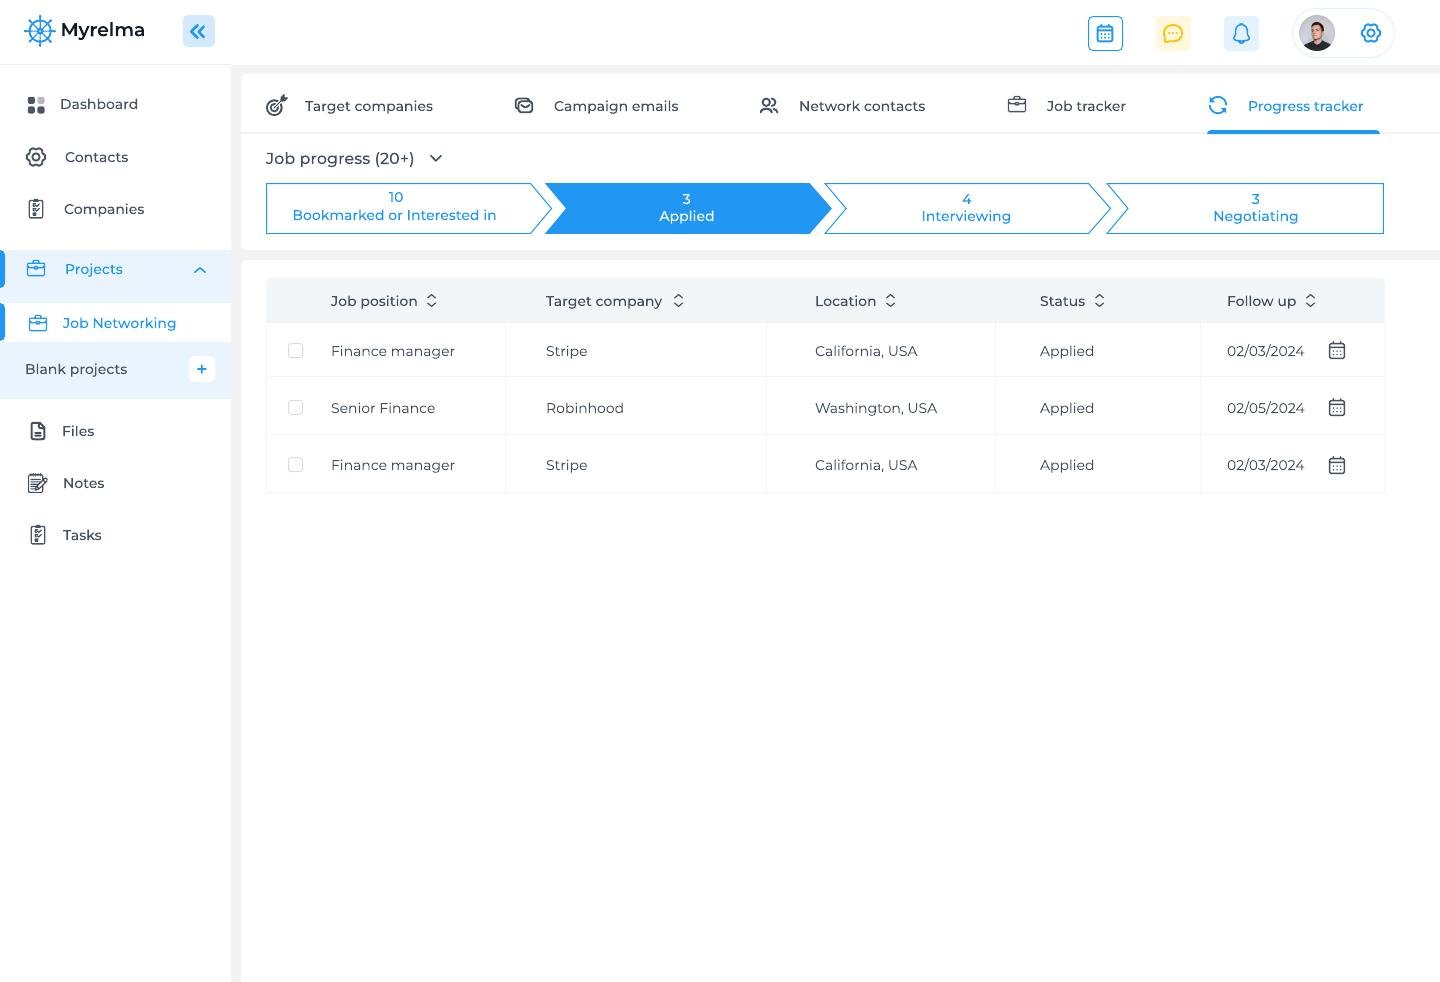 Myrelma
Dashboard
Contacts
Companies
Projects
Job Networking
Blank projects
+
Files
Notes
Tasks
Target companies
Campaign emails
Network contacts
Job tracker
Progress tracker
Job progress (20+)
10
Bookmarked or Interested in
3
Applied
4
Interviewing
3
Negotiating
Job position Target company Location Status Follow up
Finance manager Stripe California, USA Applied 02/03/2024
Senior Finance Robinhood Washington, USA Applied 02/05/2024
Finance manager Stripe California, USA Applied 02/03/2024